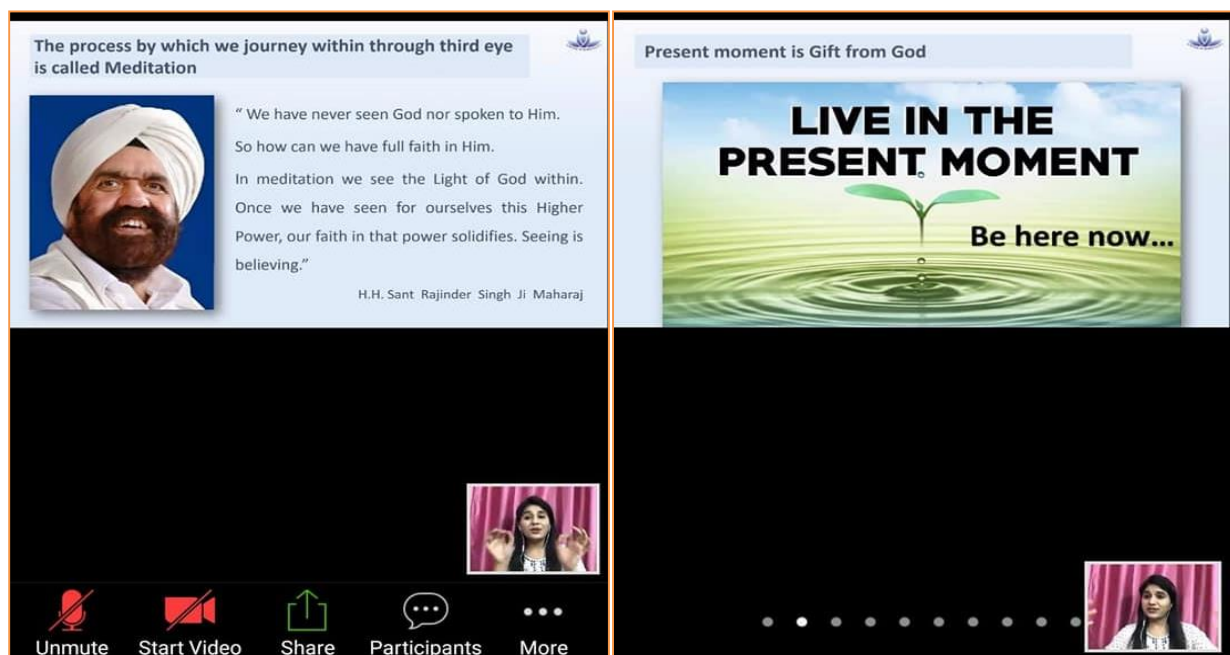 The process by which we journey within through third eye
is called Meditation
“ We have never seen God nor spoken to Him.
So how can we have full faith in Him.
In meditation we see the Light of God within.
Once we have seen for ourselves this Higher
Power, our faith in that power solidifies. Seeing is
believing.”
H.H. Sant Rajinder Singh Ji Maharaj
Unmute Start Video Share Participants More
Present moment is Gift from God
LIVE IN THE
PRESENT MOMENT
Be here now...